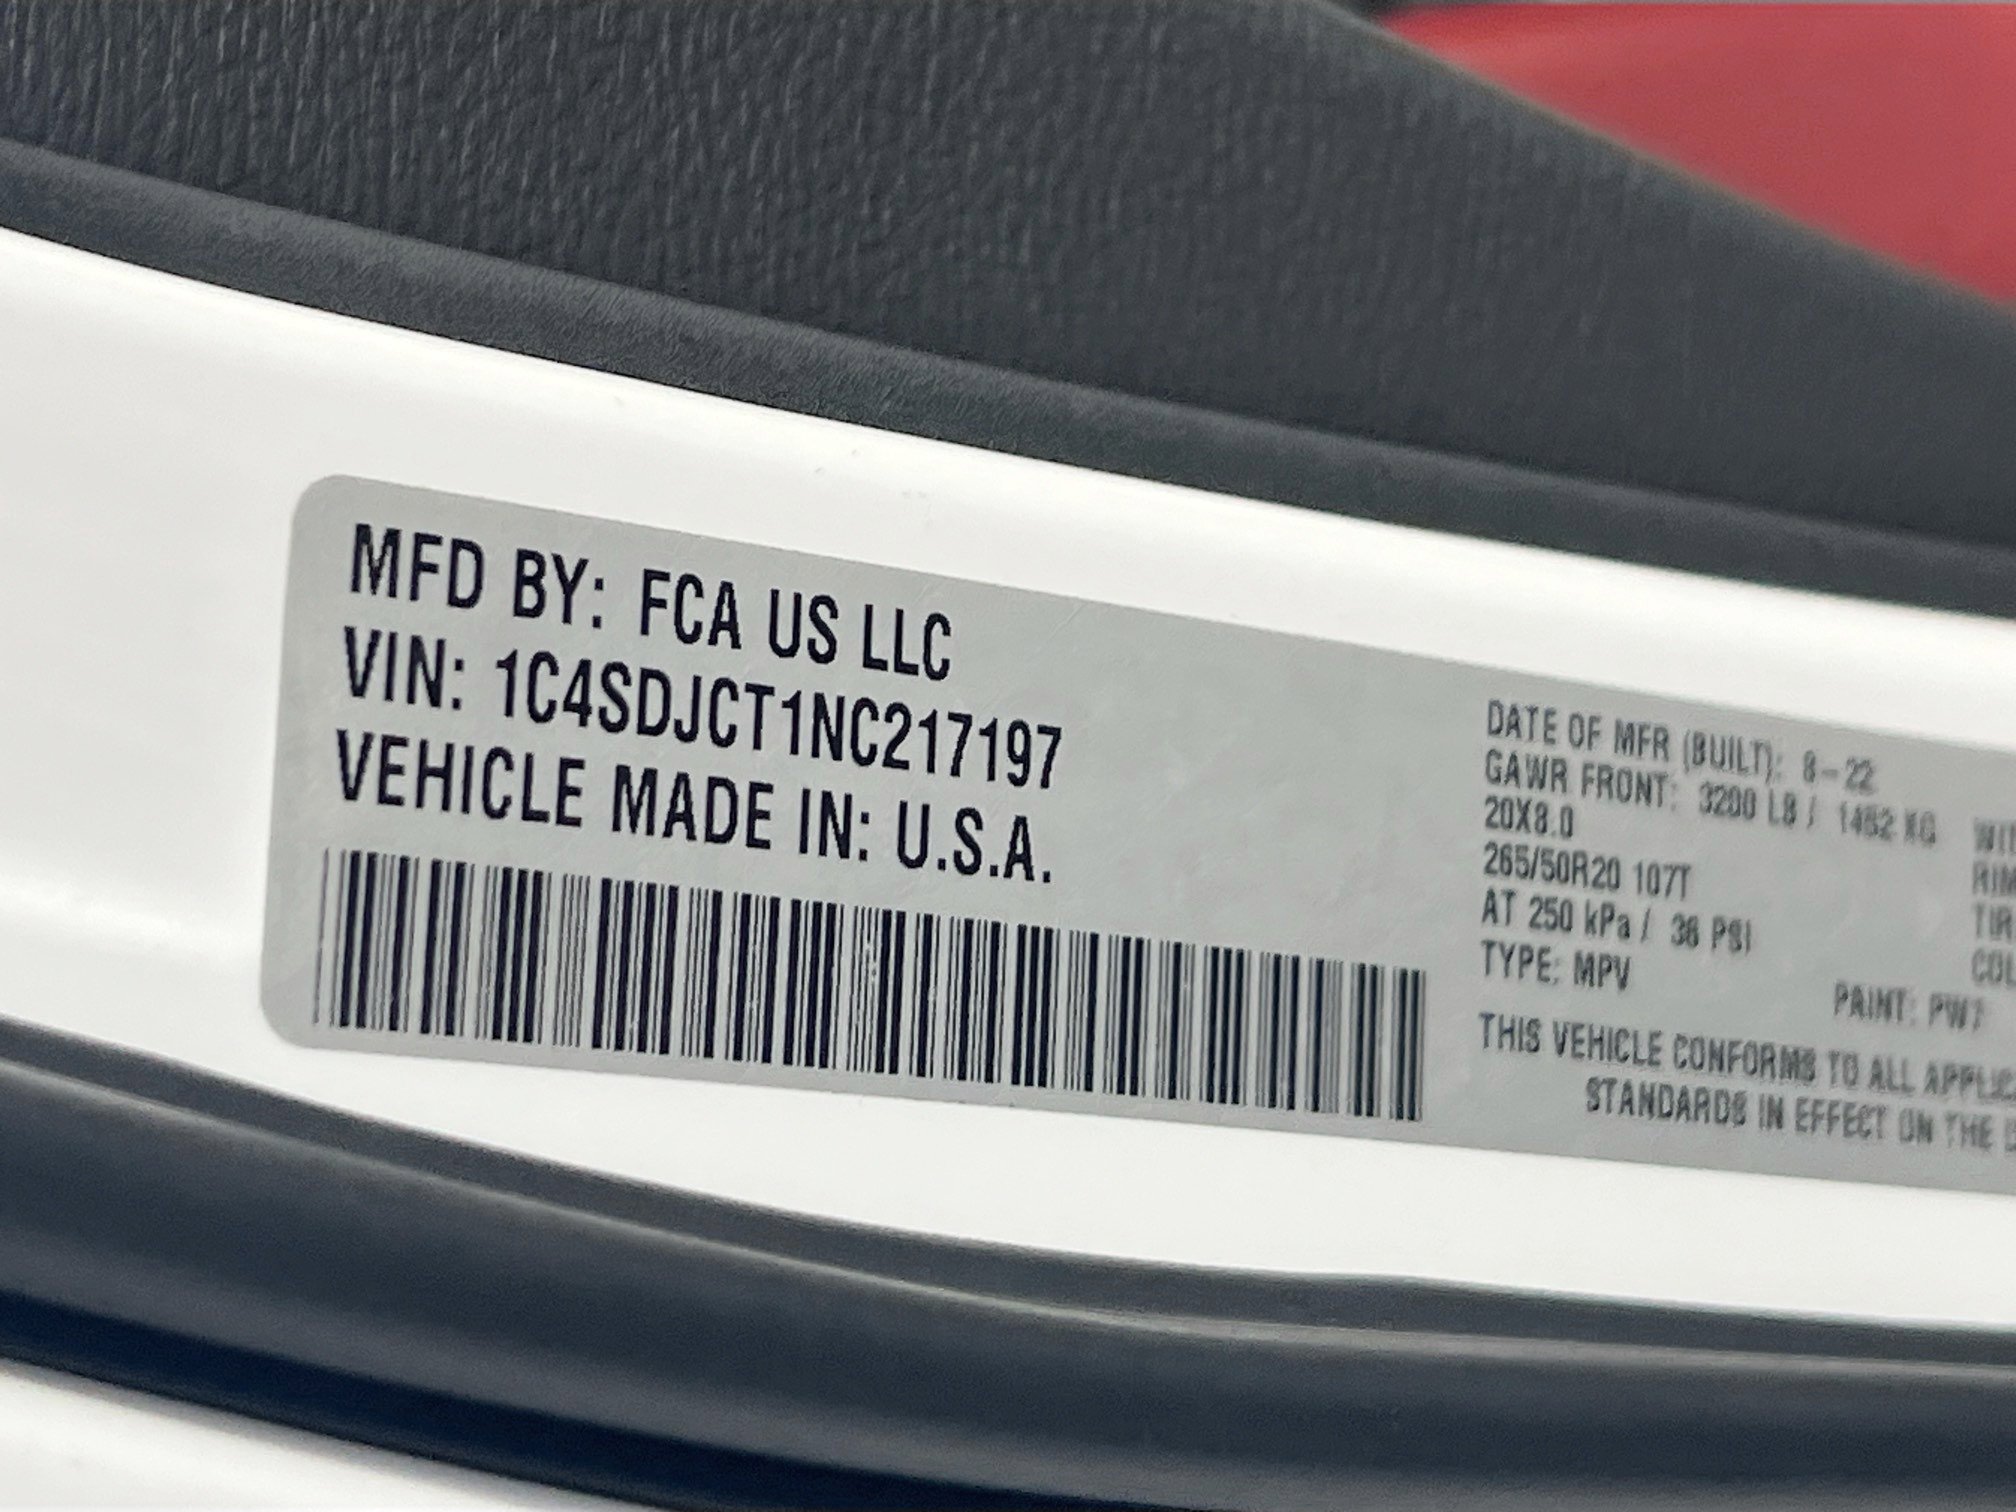 MFD BY: FCA US LLC
VIN: 1C4SDJCT1NC217197
VEHICLE MADE IN: U.S.A.
DATE OF MFR (BUILT): 8-22
GAWR FRONT: 3200 LB / 1452 KG
20X8.0
265/50R20 107T
AT 250 kPa / 36 PSI
TYPE: MPV
PAINT: PW7
THIS VEHICLE CONFORMS TO ALL
STANDARDS IN EFFECT ON THE